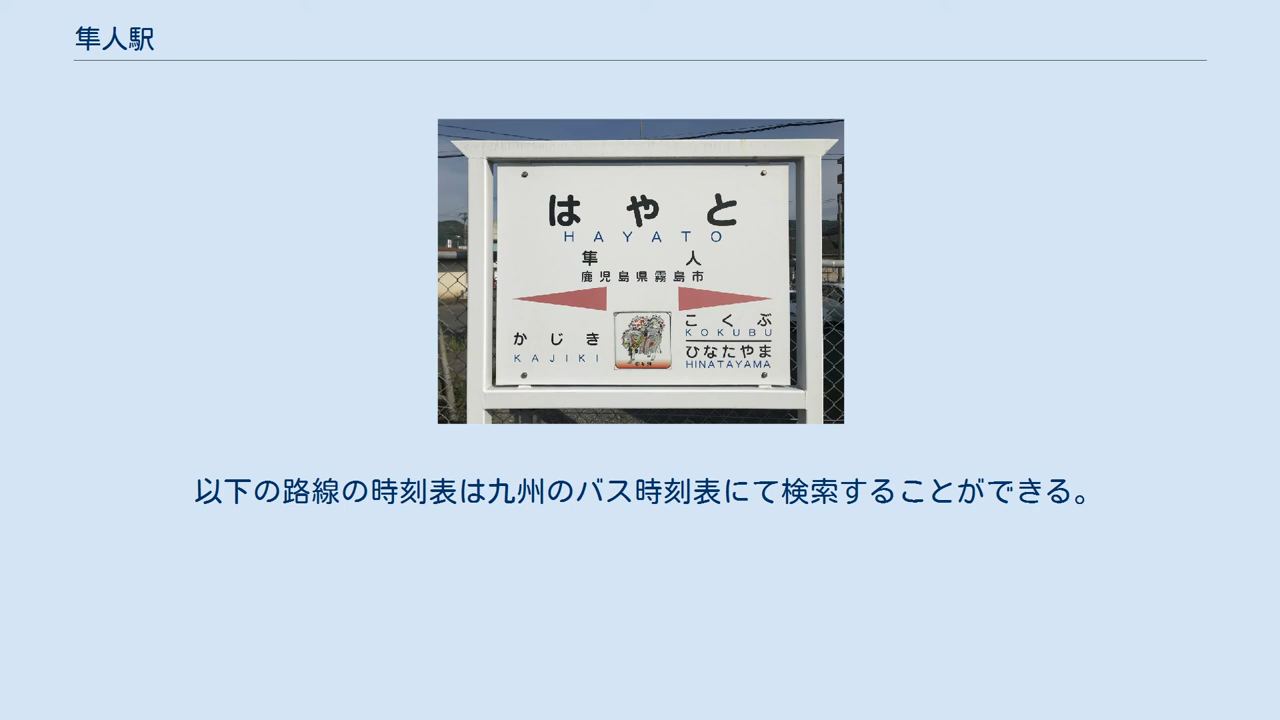 隼人駅
はやと
HAYATO
隼人
鹿児島県霧島市
かじき
KAJIKI
こくぶ
KOKUBU
ひなたやま
HINATAYAMA
以下の路線の時刻表は九州のバス時刻表にて検索することができる。